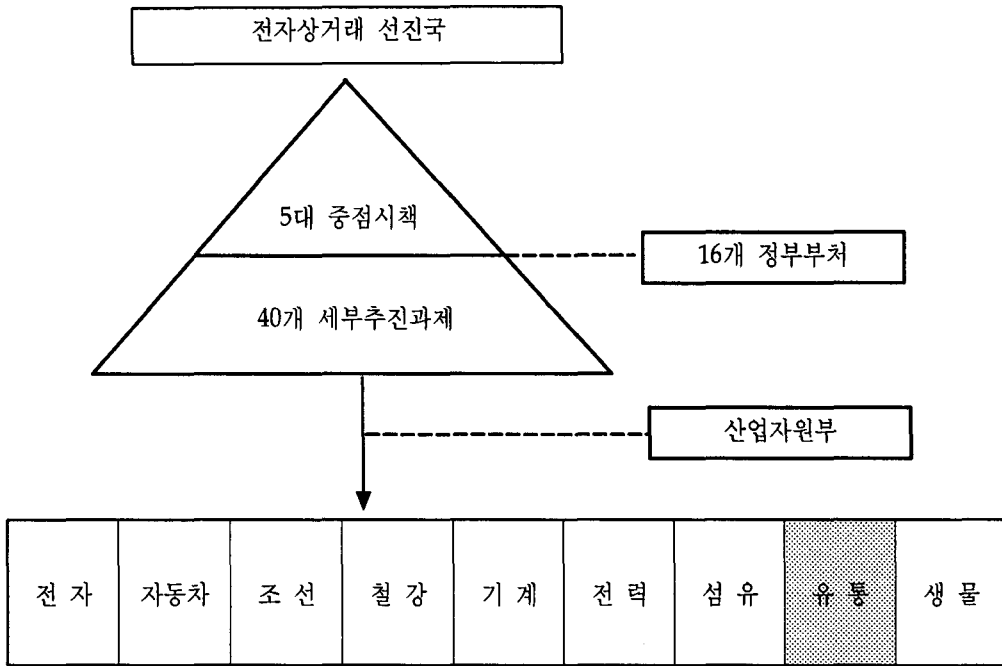 전자상거래 선진국
5대 중점시책
16개 정부부처
40개 세부추진과제
산업자원부
전 자 자동차 조 선 철 강 기 계 전 력 섬 유 유 통 생 물